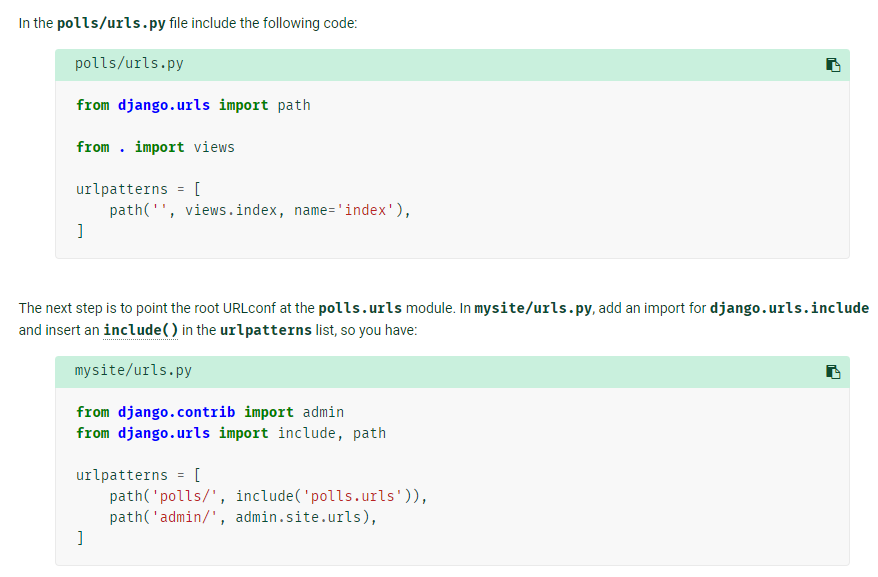 In the polls/urls.py file include the following code:
polls/urls.py
from django.urls import path
from . import views
urlpatterns = [
    path('', views.index, name='index'),
]
The next step is to point the root URLconf at the polls.urls module. In mysite/urls.py, add an import for django.urls.include
and insert an include() in the urlpatterns list, so you have:
mysite/urls.py
from django.contrib import admin
from django.urls import include, path
urlpatterns = [
    path('polls/', include('polls.urls')),
    path('admin/', admin.site.urls),
]